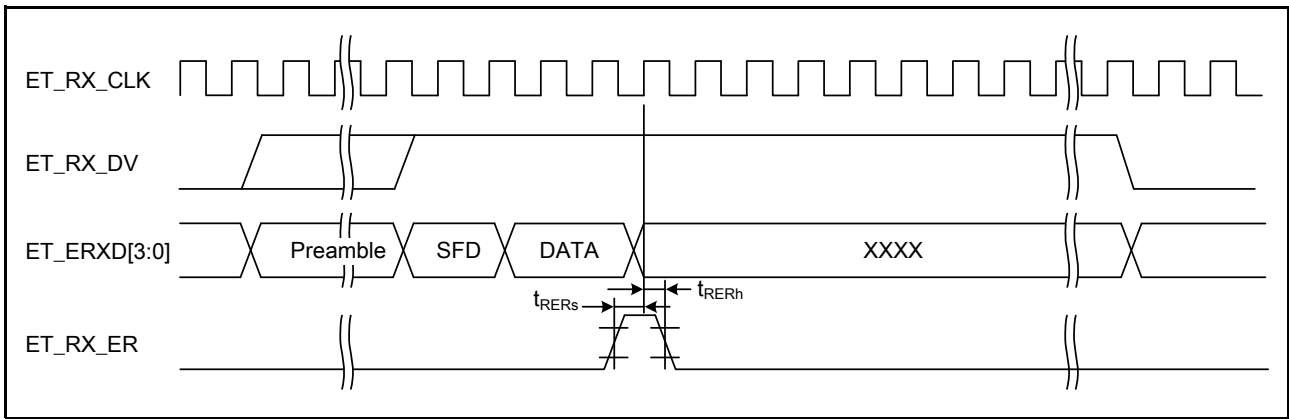 ET_RX_CLK
ET_RX_DV
ET_ERXD[3:0]
Preamble
SFD
DATA
XXXX
tRERs
tRERh
ET_RX_ER